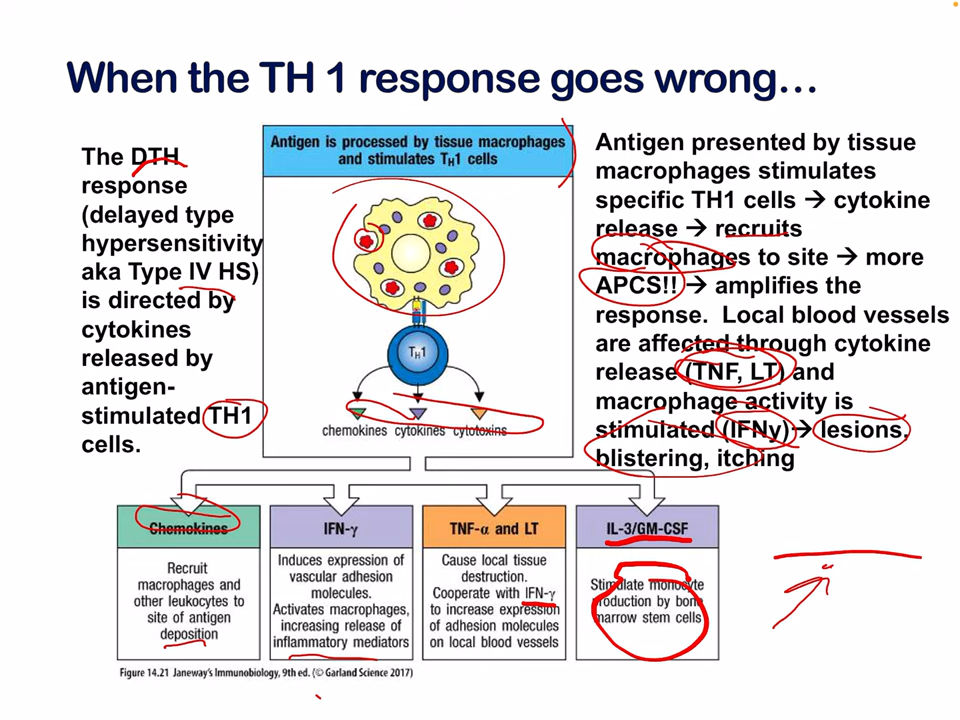 When the TH 1 response goes wrong…
The DTH
response
(delayed type
hypersensitivity
aka Type IV HS)
is directed by
cytokines
released by
antigen-
stimulated TH1
cells.
Antigen is processed by tissue macrophages
and stimulates TH1 cells
TH1
chemokines cytokines cytotoxins
Antigen presented by tissue
macrophages stimulates
specific TH1 cells → cytokine
release → recruits
macrophages to site → more
APCS!! → amplifies the
response. Local blood vessels
are affected through cytokine
release (TNF, LT) and
macrophage activity is
stimulated (IFNy)→ lesions,
blistering, itching
Chemokines
Recruit
macrophages and
other leukocytes to
site of antigen
deposition
IFN-γ
Induces expression of
vascular adhesion
molecules.
Activates macrophages,
increasing release of
inflammatory mediators
TNF-α and LT
Cause local tissue
destruction.
Cooperate with IFN-γ
to increase expression
of adhesion molecules
on local blood vessels
IL-3/GM-CSF
Stimulate monocyte
production by bone
marrow stem cells
Figure 14.21 Janeway's Immunobiology, 9th ed. (© Garland Science 2017)